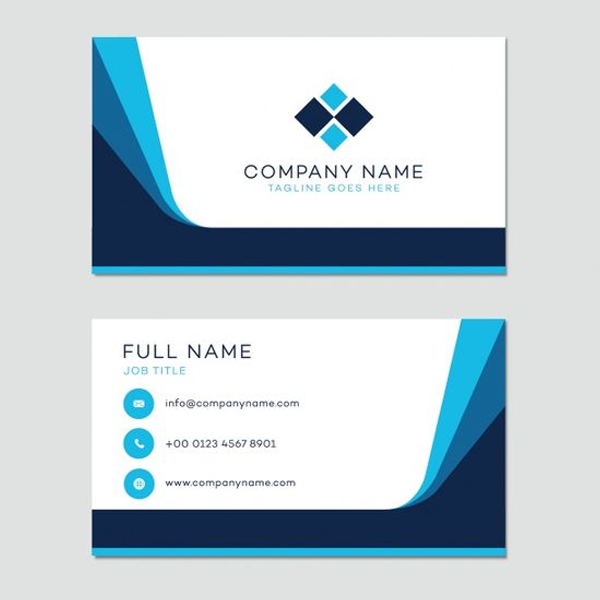 COMPANY NAME
TAGLINE GOES HERE
FULL NAME
JOB TITLE
info@companyname.com
+00 0123 4567 8901
www.companyname.com